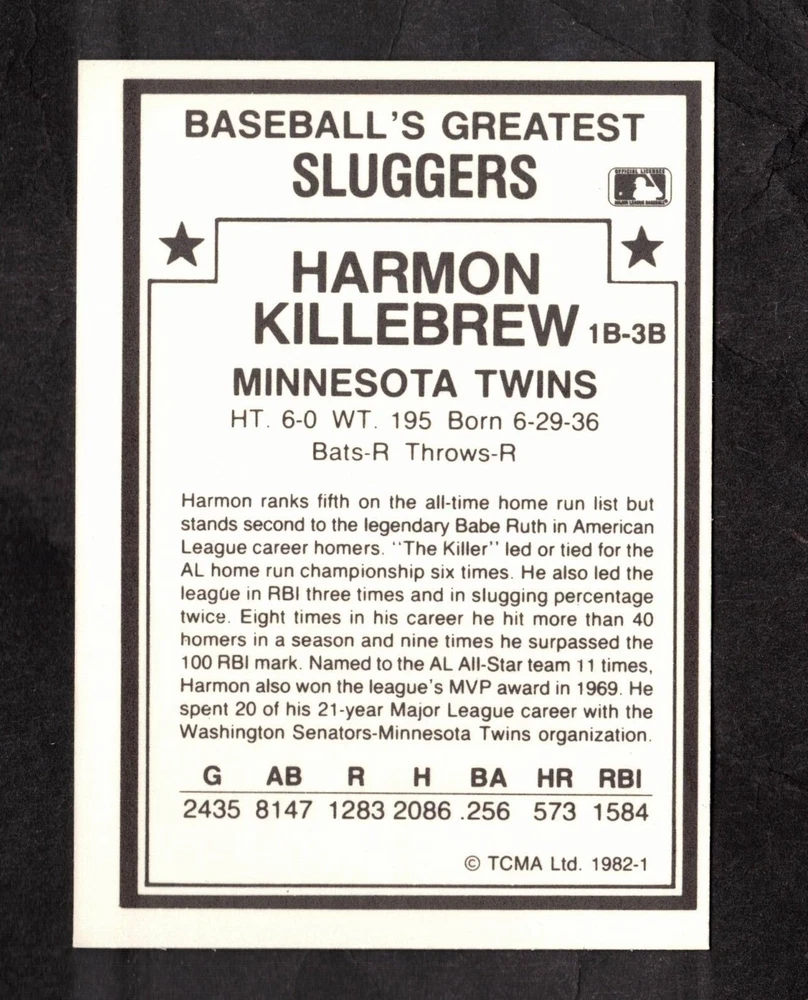 BASEBALL'S GREATEST
SLUGGERS
OFFICIAL LICENSEE
MAJOR LEAGUE BASEBALL
HARMON
KILLEBREW 1B-3B
MINNESOTA TWINS
HT. 6-0 WT. 195 Born 6-29-36
Bats-R Throws-R
Harmon ranks fifth on the all-time home run list but
stands second to the legendary Babe Ruth in American
League career homers. "The Killer" led or tied for the
AL home run championship six times. He also led the
league in RBI three times and in slugging percentage
twice. Eight times in his career he hit more than 40
homers in a season and nine times he surpassed the
100 RBI mark. Named to the AL All-Star team 11 times,
Harmon also won the league's MVP award in 1969. He
spent 20 of his 21-year Major League career with the
Washington Senators-Minnesota Twins organization.
G AB R H BA HR RBI
2435 8147 1283 2086 .256 573 1584
© TCMA Ltd. 1982-1